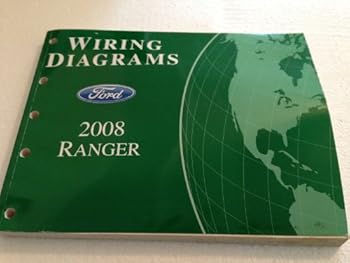 WIRING
DIAGRAMS
Ford
2008
RANGER